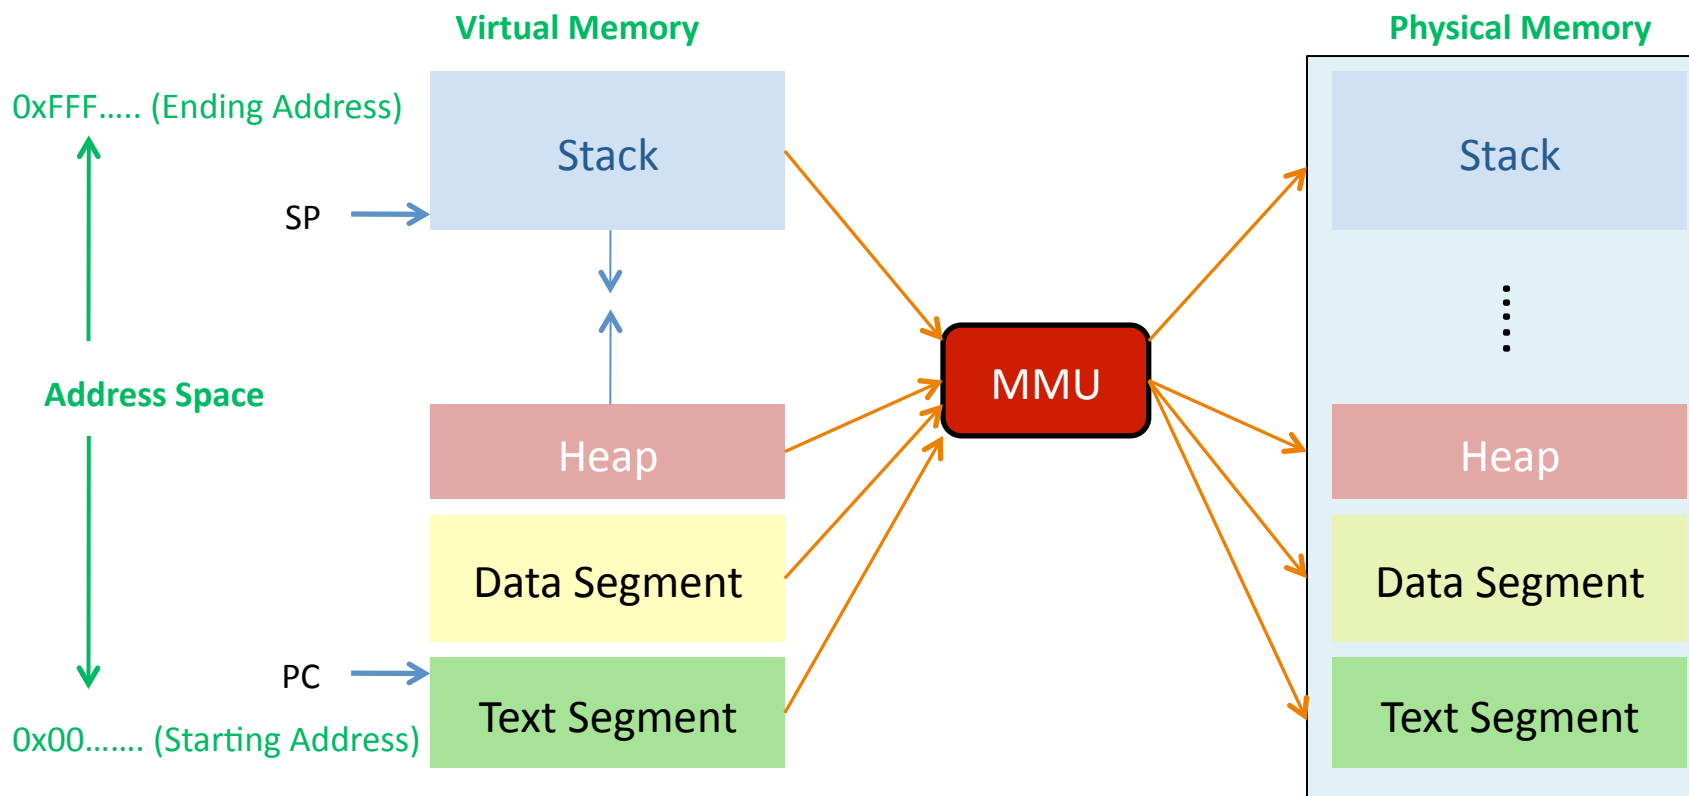 Virtual Memory
Physical Memory
0xFFF….. (Ending Address)
Stack
Stack
SP
MMU
Address Space
Heap
Heap
Data Segment
Data Segment
PC
Text Segment
Text Segment
0x00……. (Starting Address)